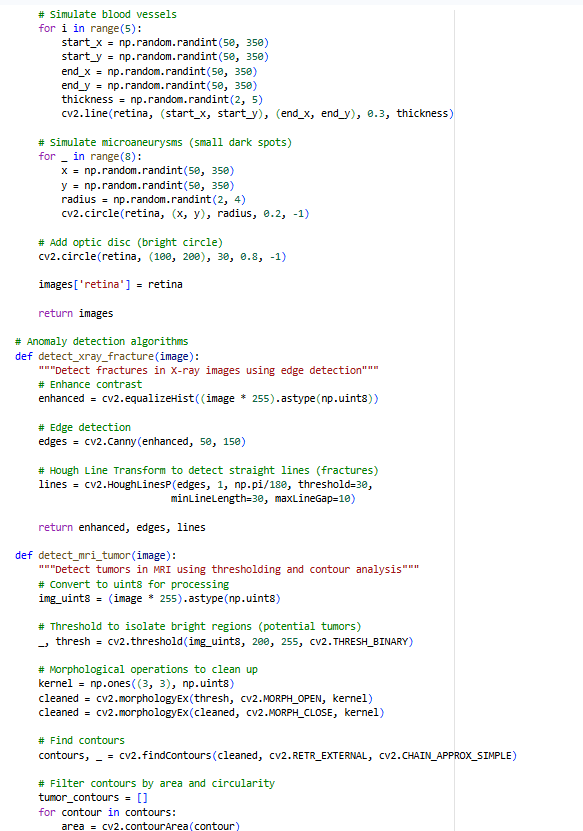 # Simulate blood vessels
for i in range(5):
start_x = np.random.randint(50, 350)
start_y = np.random.randint(50, 350)
end_x = np.random.randint(50, 350)
end_y = np.random.randint(50, 350)
thickness = np.random.randint(2, 5)
cv2.line(retina, (start_x, start_y), (end_x, end_y), 0.3, thickness)
# Simulate microaneurysms (small dark spots)
for _ in range(8):
x = np.random.randint(50, 350)
y = np.random.randint(50, 350)
radius = np.random.randint(2, 4)
cv2.circle(retina, (x, y), radius, 0.2, -1)
# Add optic disc (bright circle)
cv2.circle(retina, (100, 200), 30, 0.8, -1)
images['retina'] = retina
return images
# Anomaly detection algorithms
def detect_xray_fracture(image):
"""Detect fractures in X-ray images using edge detection"""
# Enhance contrast
enhanced = cv2.equalizeHist((image * 255).astype(np.uint8))
# Edge detection
edges = cv2.Canny(enhanced, 50, 150)
# Hough Line Transform to detect straight lines (fractures)
lines = cv2.HoughLinesP(edges, 1, np.pi/180, threshold=30,
minLineLength=30, maxLineGap=10)
return enhanced, edges, lines
def detect_mri_tumor(image):
"""Detect tumors in MRI using thresholding and contour analysis"""
# Convert to uint8 for processing
img_uint8 = (image * 255).astype(np.uint8)
# Threshold to isolate bright regions (potential tumors)
_, thresh = cv2.threshold(img_uint8, 200, 255, cv2.THRESH_BINARY)
# Morphological operations to clean up
kernel = np.ones((3, 3), np.uint8)
cleaned = cv2.morphologyEx(thresh, cv2.MORPH_OPEN, kernel)
cleaned = cv2.morphologyEx(cleaned, cv2.MORPH_CLOSE, kernel)
# Find contours
contours, _ = cv2.findContours(cleaned, cv2.RETR_EXTERNAL, cv2.CHAIN_APPROX_SIMPLE)
# Filter contours by area and circularity
tumor_contours = []
for contour in contours:
area = cv2.contourArea(contour)